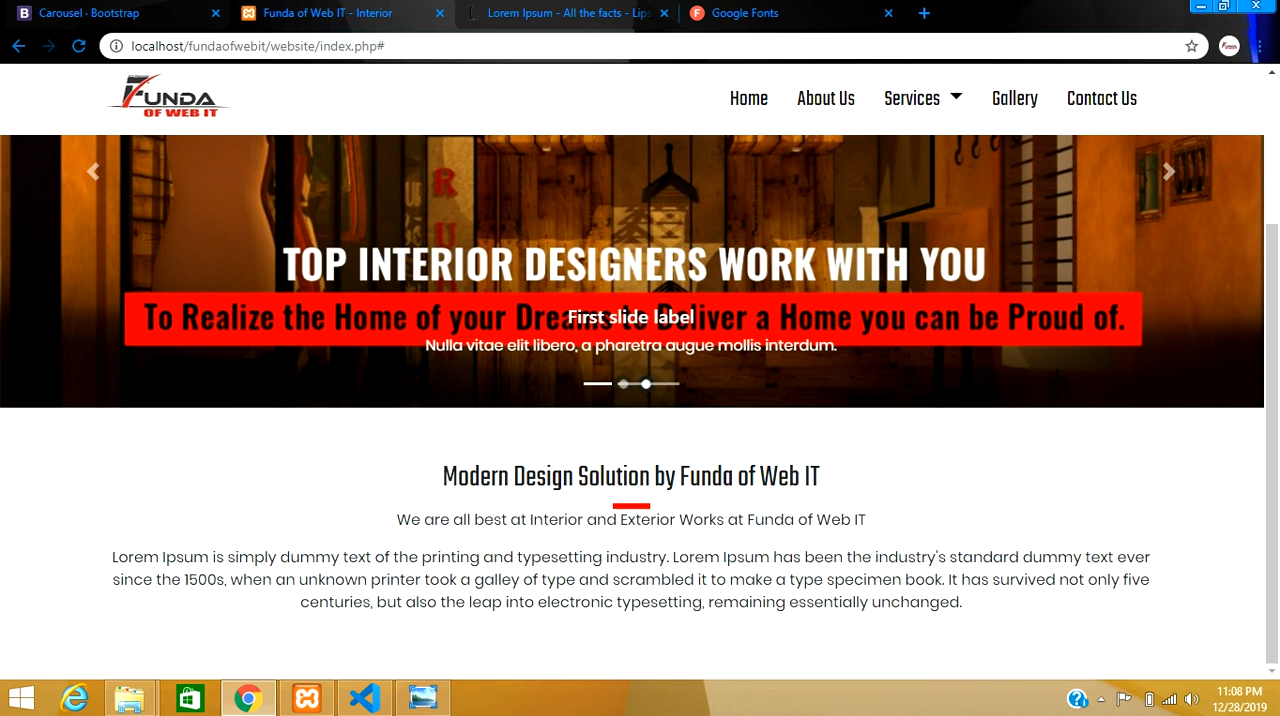 Carousel · Bootstrap
Funda of Web IT - Interior
Lorem Ipsum - All the facts - Lips
Google Fonts
localhost/fundaofwebit/website/index.php#
FUNDA
OF WEB IT
Home About Us Services Gallery Contact Us
TOP INTERIOR DESIGNERS WORK WITH YOU
To Realize the Home of your Dreams to Deliver a Home you can be Proud of.
First slide label
Nulla vitae elit libero, a pharetra augue mollis interdum.
Modern Design Solution by Funda of Web IT
We are all best at Interior and Exterior Works at Funda of Web IT
Lorem Ipsum is simply dummy text of the printing and typesetting industry. Lorem Ipsum has been the industry's standard dummy text ever
since the 1500s, when an unknown printer took a galley of type and scrambled it to make a type specimen book. It has survived not only five
centuries, but also the leap into electronic typesetting, remaining essentially unchanged.
11:08 PM
12/28/2019